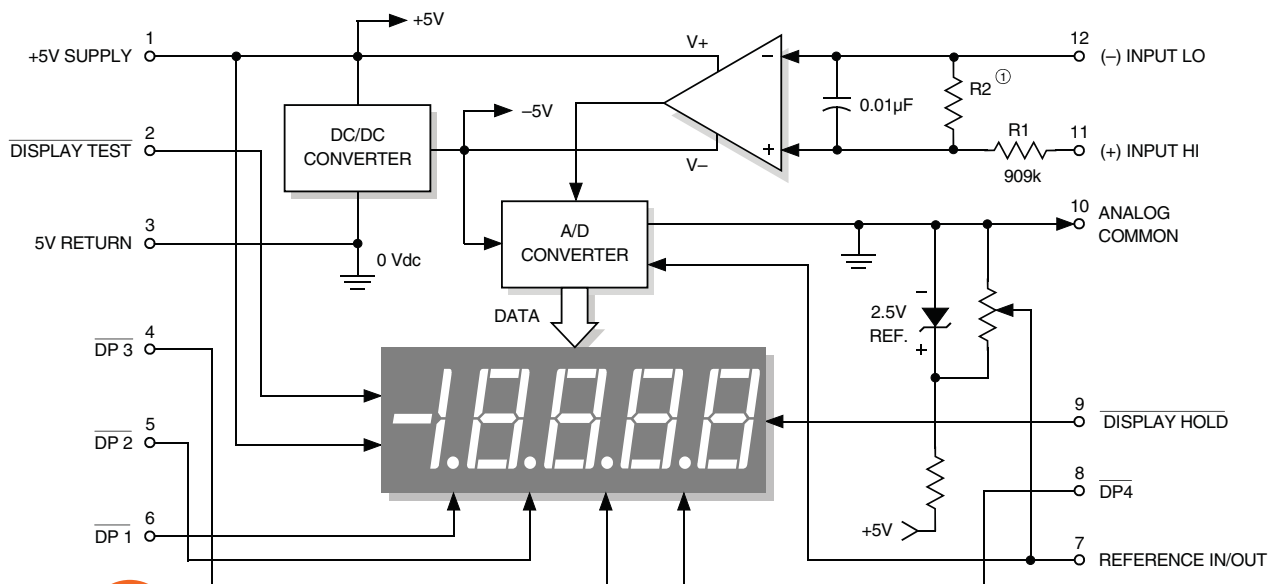 +5V
1
+5V SUPPLY
V+
12
(–) INPUT LO
–
R2 ①
0.01µF
–5V
DC/DC
CONVERTER
2
DISPLAY TEST
V–
+
R1
909k
11
(+) INPUT HI
3
5V RETURN
0 Vdc
A/D
CONVERTER
10
ANALOG
COMMON
DATA
–
2.5V
REF.
+
4
DP 3
-1.8.8.8.8
5
DP 2
9
DISPLAY HOLD
8
DP4
6
DP 1
+5V
7
REFERENCE IN/OUT